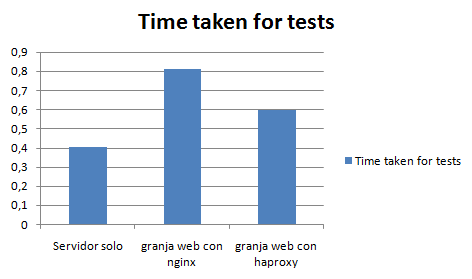 Time taken for tests
0,9
0,8
0,7
0,6
0,5
0,4
0,3
0,2
0,1
0
Servidor solo
granja web con
nginx
granja web con
haproxy
Time taken for tests